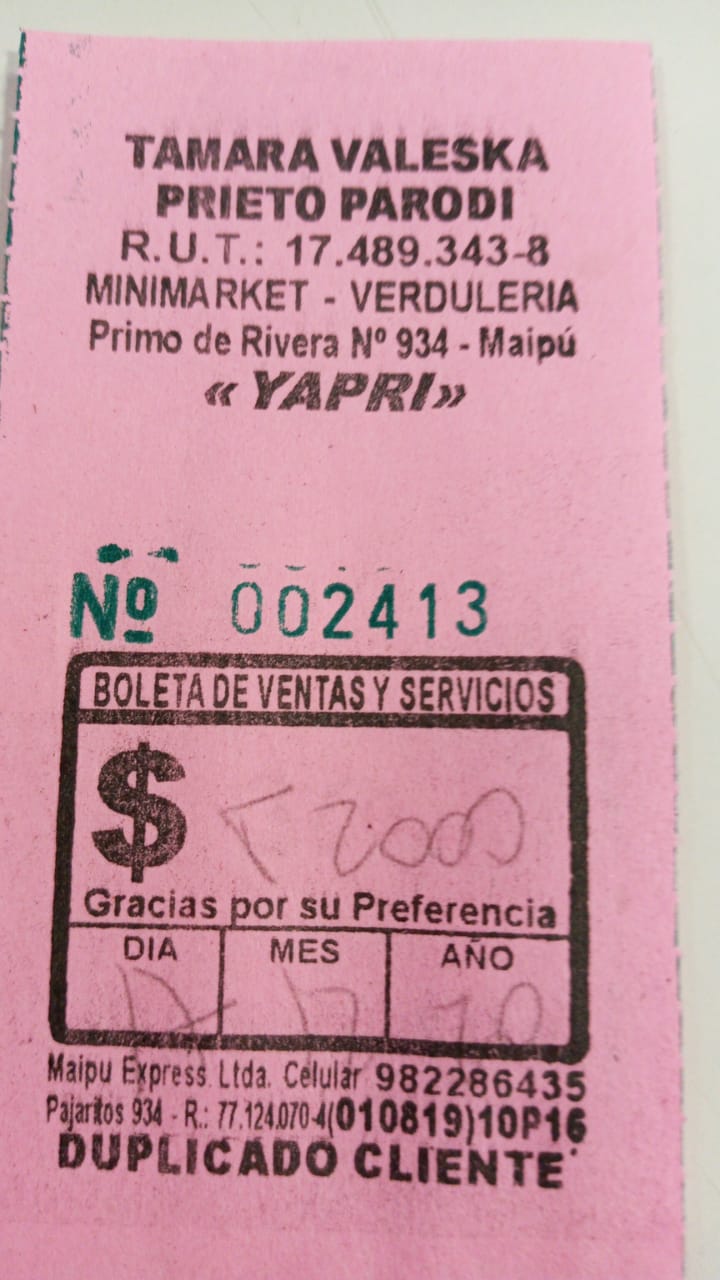 TAMARA VALESKA
PRIETO PARODI
R.U.T.: 17.489.343-8
MINIMARKET - VERDULERIA
Primo de Rivera Nº 934 - Maipú
«YAPRI»
Nº 002413
BOLETA DE VENTAS Y SERVICIOS
$ 2000
Gracias por su Preferencia
DIA MES AÑO
17
Maipu Express Ltda. Celular 982286435
Pajaritos 934 - R.: 77.124.070-4(010819)10P16
DUPLICADO CLIENTE